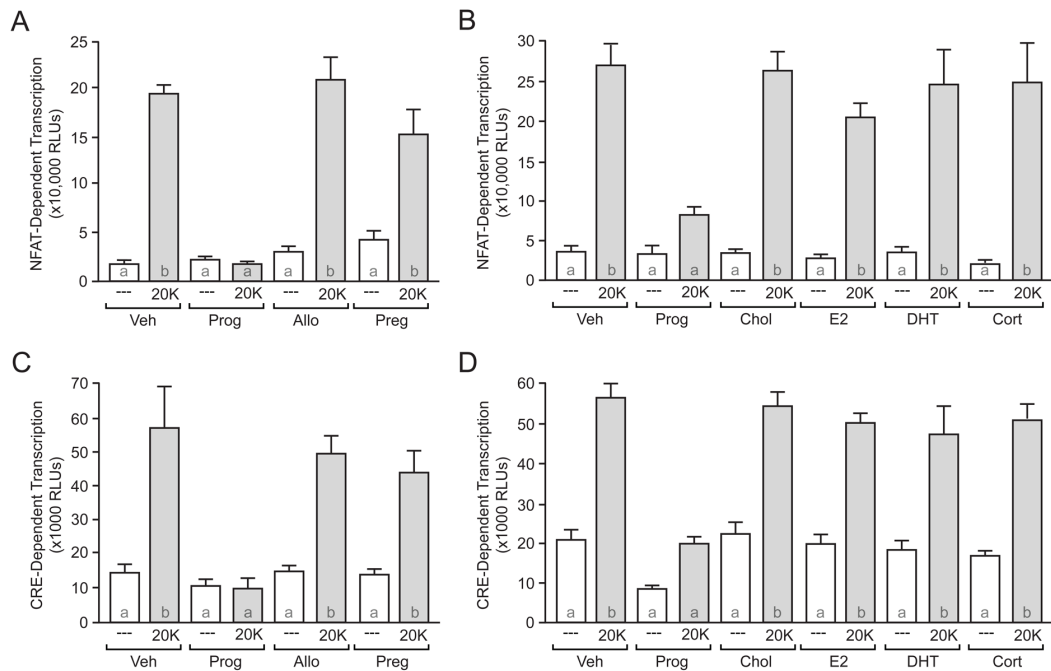 A
NFAT-Dependent Transcription
(x10,000 RLUs)
25
20
15
10
5
0
a b a a a b a b
--- 20K --- 20K --- 20K --- 20K
Veh Prog Allo Preg
B
NFAT-Dependent Transcription
(x10,000 RLUs)
30
25
20
15
10
5
0
a b a a a b a b a b a b
--- 20K --- 20K --- 20K --- 20K --- 20K --- 20K
Veh Prog Chol E2 DHT Cort
C
CRE-Dependent Transcription
(x1000 RLUs)
70
60
50
40
30
20
10
0
a b a a a b a b
--- 20K --- 20K --- 20K --- 20K
Veh Prog Allo Preg
D
CRE-Dependent Transcription
(x1000 RLUs)
60
50
40
30
20
10
0
a b a a a b a b a b a b
--- 20K --- 20K --- 20K --- 20K --- 20K --- 20K
Veh Prog Chol E2 DHT Cort